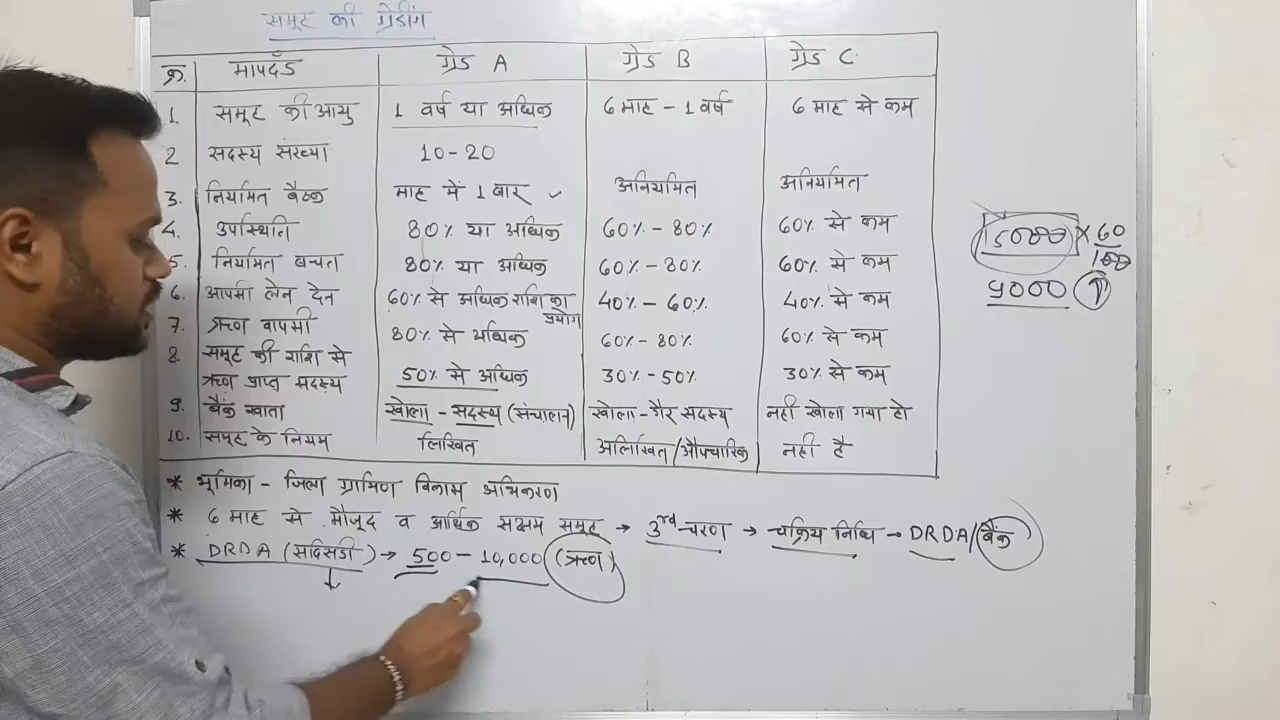 समूह की ग्रेडिंग
क्र. मापदंड ग्रेड A ग्रेड B ग्रेड C
1 समूह की आयु 1 वर्ष या अधिक 6 माह - 1 वर्ष 6 माह से कम
2 सदस्य संख्या 10-20
3. नियमित बैठक माह में 1 बार ✓ अनियमित अनियमित
4. उपस्थिति 80% या अधिक 60% - 80% 60% से कम
5. नियमित बचत 80% या अधिक 60% - 80% 60% से कम
6. आपसी लेन देन 60% से अधिक राशि का प्रयोग 40% - 60% 40% से कम
7. ऋण वापसी 80% से अधिक 60% - 80% 60% से कम
8. समूह की राशि से ऋण प्राप्त सदस्य 50% से अधिक 30% - 50% 30% से कम
9. बैंक खाता खोला - सदस्य (संचालन) खोला - गैर सदस्य नही खोला गया हो
10. समूह के नियम लिखित अलिखित/औपचारिक नही है
* भूमिका - जिला ग्रामिण विकास अभिकरण
* 6 माह से मौजूद व आर्थिक सक्षम समूह → 3rd चरण → चक्रिय निधि → DRDA/बैंक
* DRDA (सब्सिडी) → 500 - 10,000 (ऋण)
15000 × 60/100
9000 ↑